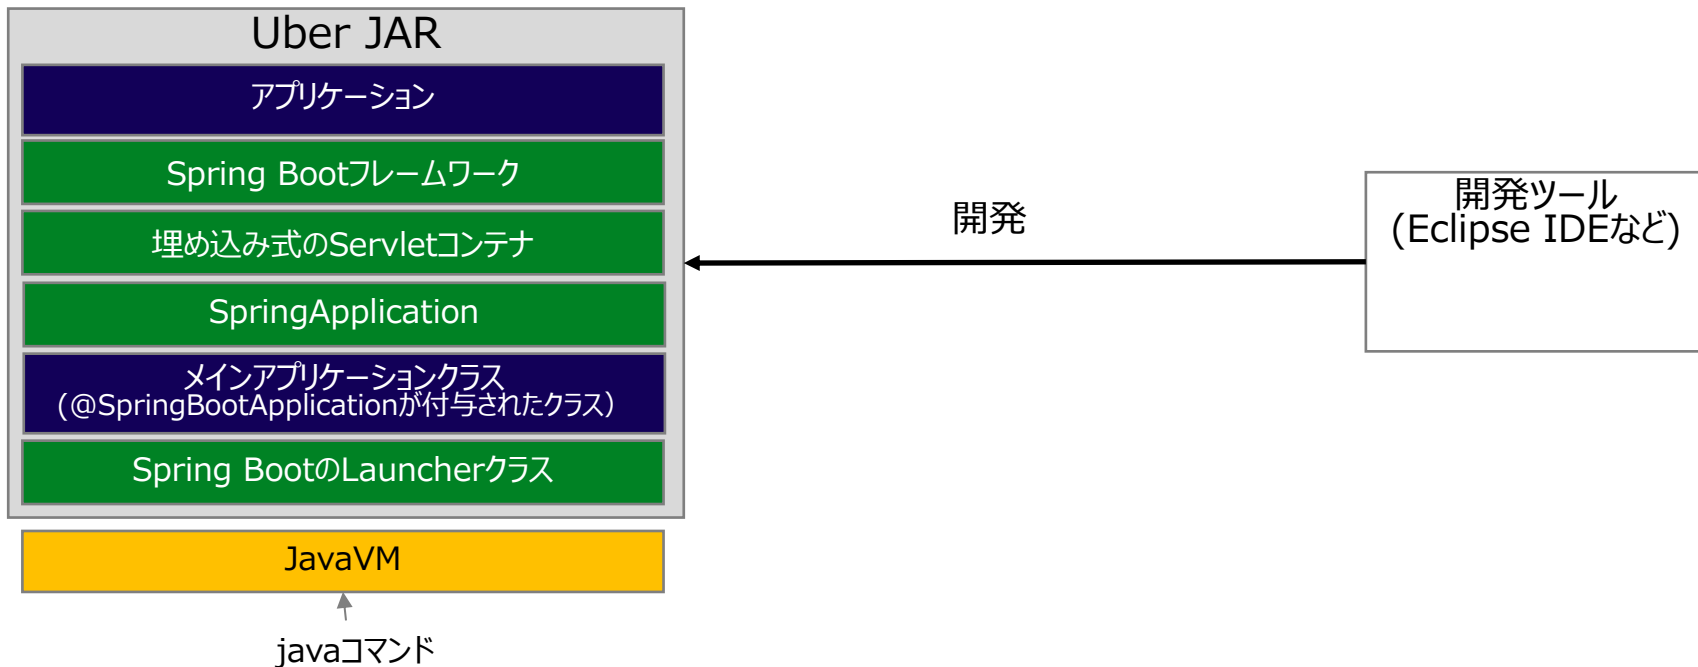 Uber JAR
アプリケーション
Spring Bootフレームワーク
埋め込み式のServletコンテナ
SpringApplication
メインアプリケーションクラス
(@SpringBootApplicationが付与されたクラス)
Spring BootのLauncherクラス
JavaVM
javaコマンド
開発
開発ツール
(Eclipse IDEなど)